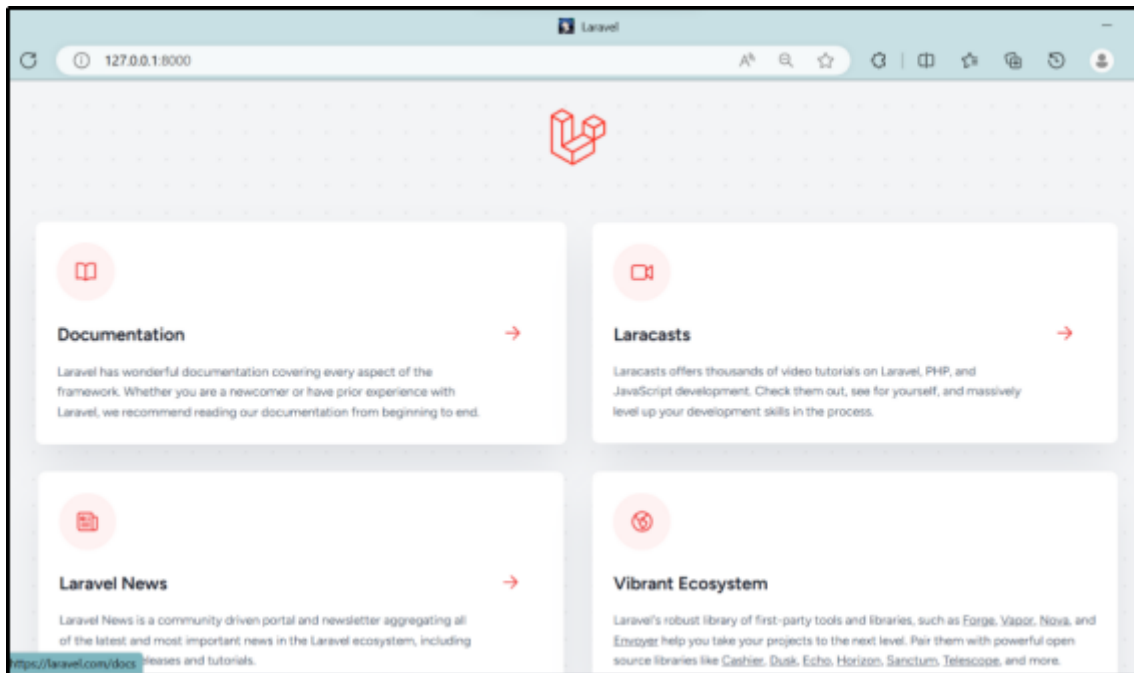 Laravel
127.0.0.1:8000
Documentation
Laravel has wonderful documentation covering every aspect of the
framework. Whether you are a newcomer or have prior experience with
Laravel, we recommend reading our documentation from beginning to end.
Laracasts
Laracasts offers thousands of video tutorials on Laravel, PHP, and
JavaScript development. Check them out, see for yourself, and massively
level up your development skills in the process.
Laravel News
Laravel News is a community driven portal and newsletter aggregating all
of the latest and most important news in the Laravel ecosystem, including
eleases and tutorials.
Vibrant Ecosystem
Laravel's robust library of first-party tools and libraries, such as Forge, Vapor, Nova, and
Envoyer help you take your projects to the next level. Pair them with powerful open
source libraries like Cashier, Dusk, Echo, Horizon, Sanctum, Telescope, and more.
https://laravel.com/docs